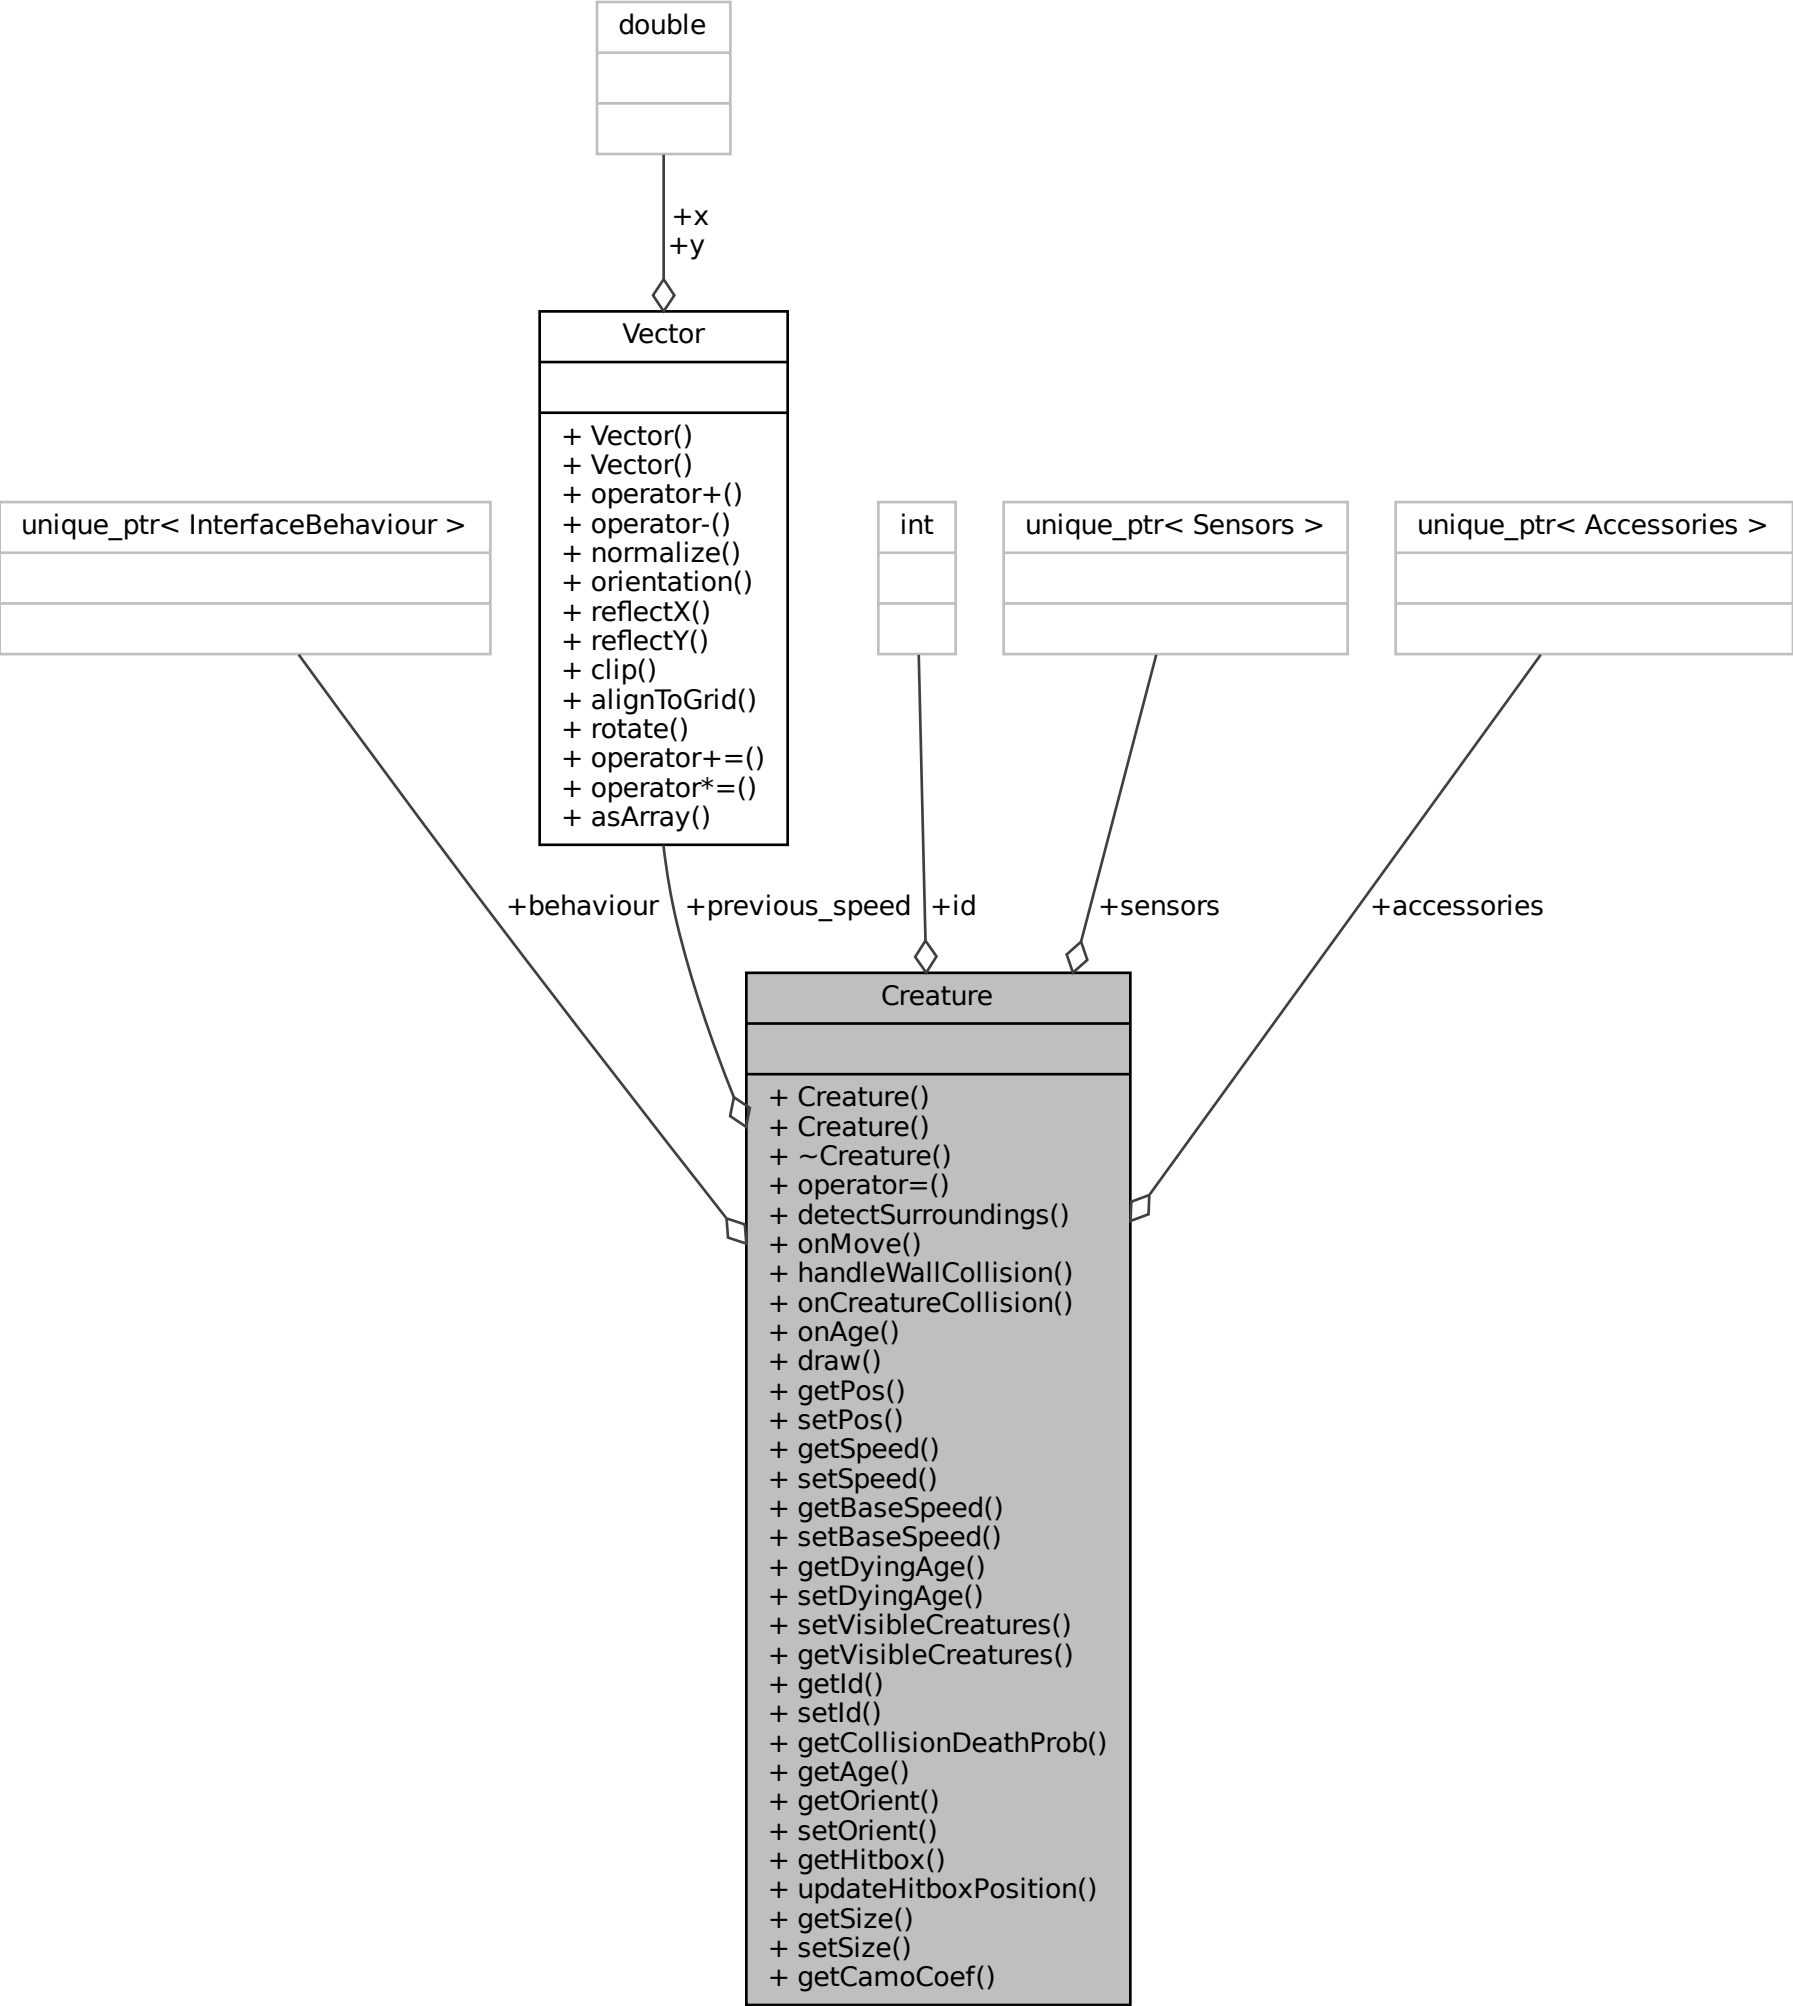 double
+x
+y
Vector
+ Vector()
+ Vector()
+ operator+()
+ operator-()
+ normalize()
+ orientation()
+ reflectX()
+ reflectY()
+ clip()
+ alignToGrid()
+ rotate()
+ operator+=()
+ operator*=()
+ asArray()
unique_ptr< InterfaceBehaviour >
int
unique_ptr< Sensors >
unique_ptr< Accessories >
+behaviour
+previous_speed
+id
+sensors
+accessories
Creature
+ Creature()
+ Creature()
+ ~Creature()
+ operator=()
+ detectSurroundings()
+ onMove()
+ handleWallCollision()
+ onCreatureCollision()
+ onAge()
+ draw()
+ getPos()
+ setPos()
+ getSpeed()
+ setSpeed()
+ getBaseSpeed()
+ setBaseSpeed()
+ getDyingAge()
+ setDyingAge()
+ setVisibleCreatures()
+ getVisibleCreatures()
+ getId()
+ setId()
+ getCollisionDeathProb()
+ getAge()
+ getOrient()
+ setOrient()
+ getHitbox()
+ updateHitboxPosition()
+ getSize()
+ setSize()
+ getCamoCoef()